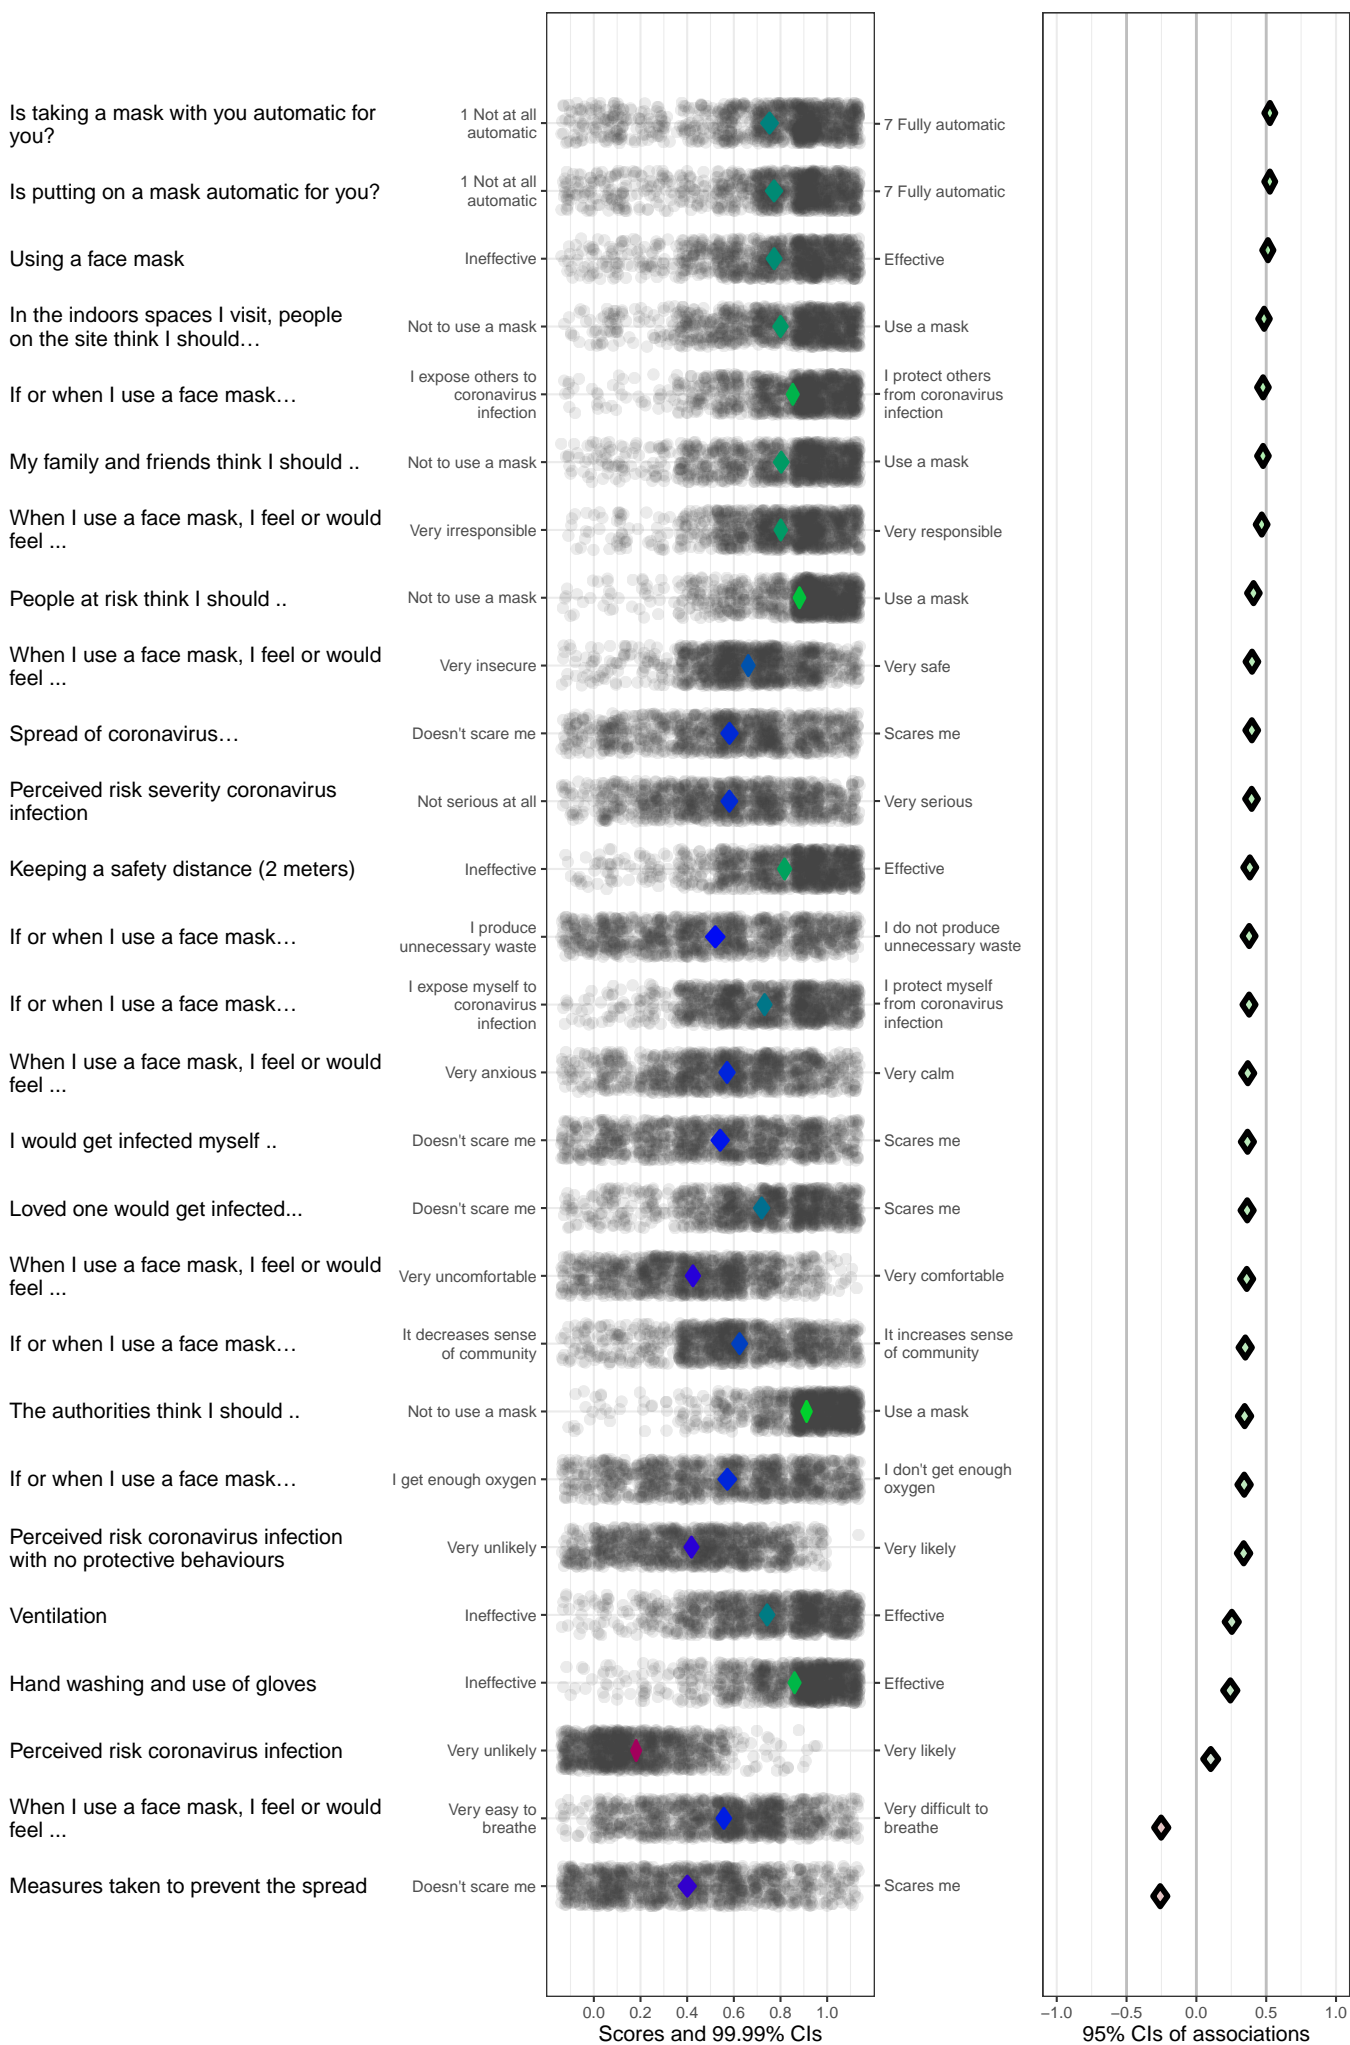 Is taking a mask with you automatic for
you?
1 Not at all
automatic
7 Fully automatic
Is putting on a mask automatic for you?
1 Not at all
automatic
7 Fully automatic
Using a face mask
Ineffective
Effective
In the indoors spaces I visit, people
on the site think I should…
Not to use a mask
Use a mask
If or when I use a face mask…
I expose others to
coronavirus
infection
I protect others
from coronavirus
infection
My family and friends think I should ..
Not to use a mask
Use a mask
When I use a face mask, I feel or would
feel ...
Very irresponsible
Very responsible
People at risk think I should ..
Not to use a mask
Use a mask
When I use a face mask, I feel or would
feel ...
Very insecure
Very safe
Spread of coronavirus…
Doesn't scare me
Scares me
Perceived risk severity coronavirus
infection
Not serious at all
Very serious
Keeping a safety distance (2 meters)
Ineffective
Effective
If or when I use a face mask…
I produce
unnecessary waste
I do not produce
unnecessary waste
If or when I use a face mask…
I expose myself to
coronavirus
infection
I protect myself
from coronavirus
infection
When I use a face mask, I feel or would
feel ...
Very anxious
Very calm
I would get infected myself ..
Doesn't scare me
Scares me
Loved one would get infected...
Doesn't scare me
Scares me
When I use a face mask, I feel or would
feel ...
Very uncomfortable
Very comfortable
If or when I use a face mask…
It decreases sense
of community
It increases sense
of community
The authorities think I should ..
Not to use a mask
Use a mask
If or when I use a face mask…
I get enough oxygen
I don't get enough
oxygen
Perceived risk coronavirus infection
with no protective behaviours
Very unlikely
Very likely
Ventilation
Ineffective
Effective
Hand washing and use of gloves
Ineffective
Effective
Perceived risk coronavirus infection
Very unlikely
Very likely
When I use a face mask, I feel or would
feel ...
Very easy to
breathe
Very difficult to
breathe
Measures taken to prevent the spread
Doesn't scare me
Scares me
0.0 0.2 0.4 0.6 0.8 1.0
Scores and 99.99% CIs
−1.0 −0.5 0.0 0.5 1.0
95% CIs of associations